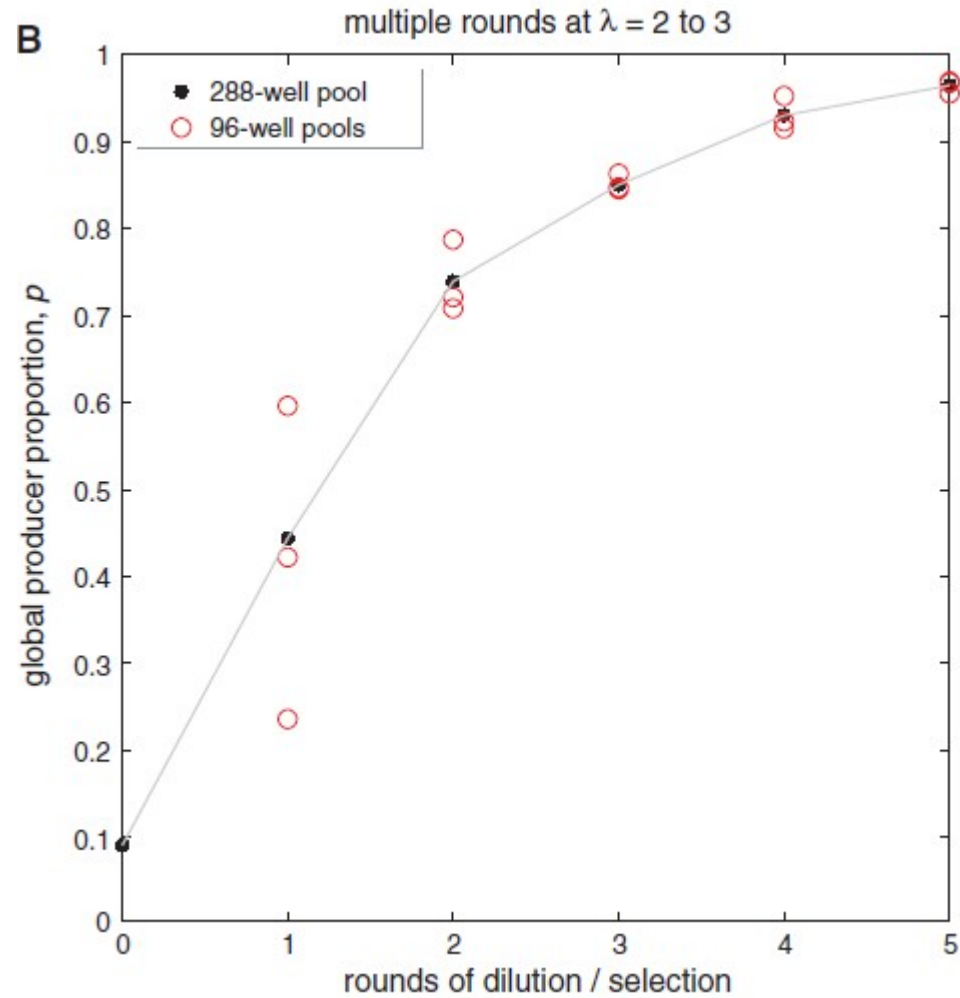 B
multiple rounds at λ = 2 to 3
288-well pool
96-well pools
1
0.9
0.8
0.7
0.6
0.5
0.4
0.3
0.2
0.1
0
global producer proportion, p
0 1 2 3 4 5
rounds of dilution / selection